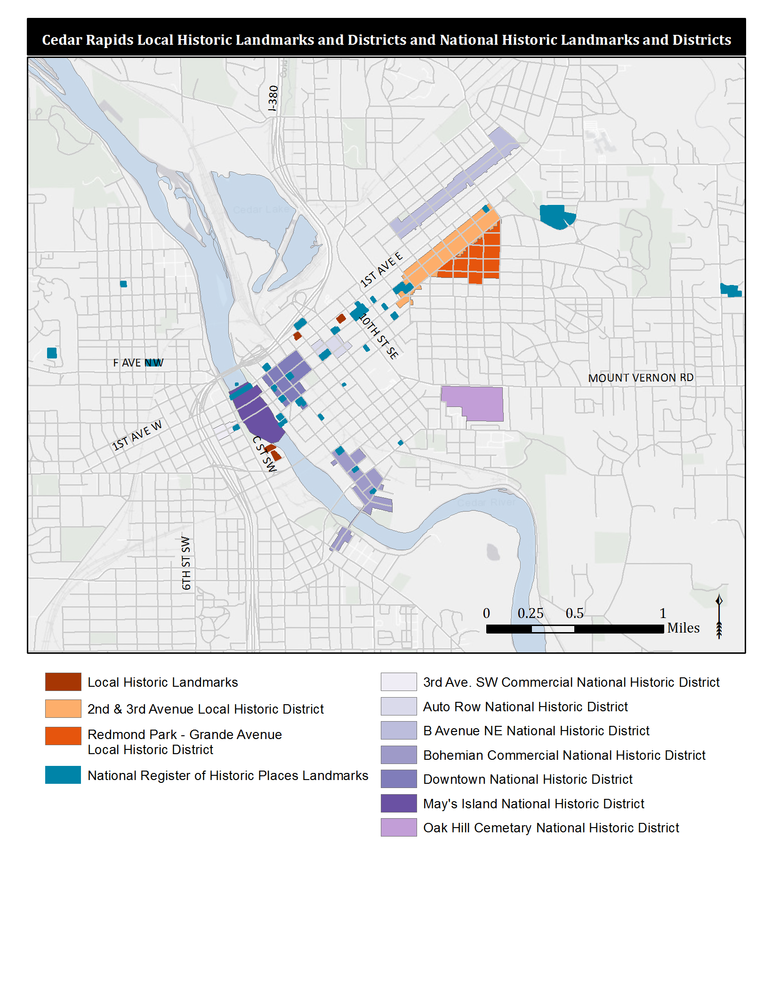 Cedar Rapids Local Historic Landmarks and Districts and National Historic Landmarks and Districts
I-380
Cedar Lake
1ST AVE E
10TH ST SE
F AVE NW
MOUNT VERNON RD
1ST AVE W
C ST SW
Cedar River
6TH ST SW
0 0.25 0.5 1
Miles
Local Historic Landmarks
2nd & 3rd Avenue Local Historic District
Redmond Park - Grande Avenue
Local Historic District
National Register of Historic Places Landmarks
3rd Ave. SW Commercial National Historic District
Auto Row National Historic District
B Avenue NE National Historic District
Bohemian Commercial National Historic District
Downtown National Historic District
May's Island National Historic District
Oak Hill Cemetary National Historic District